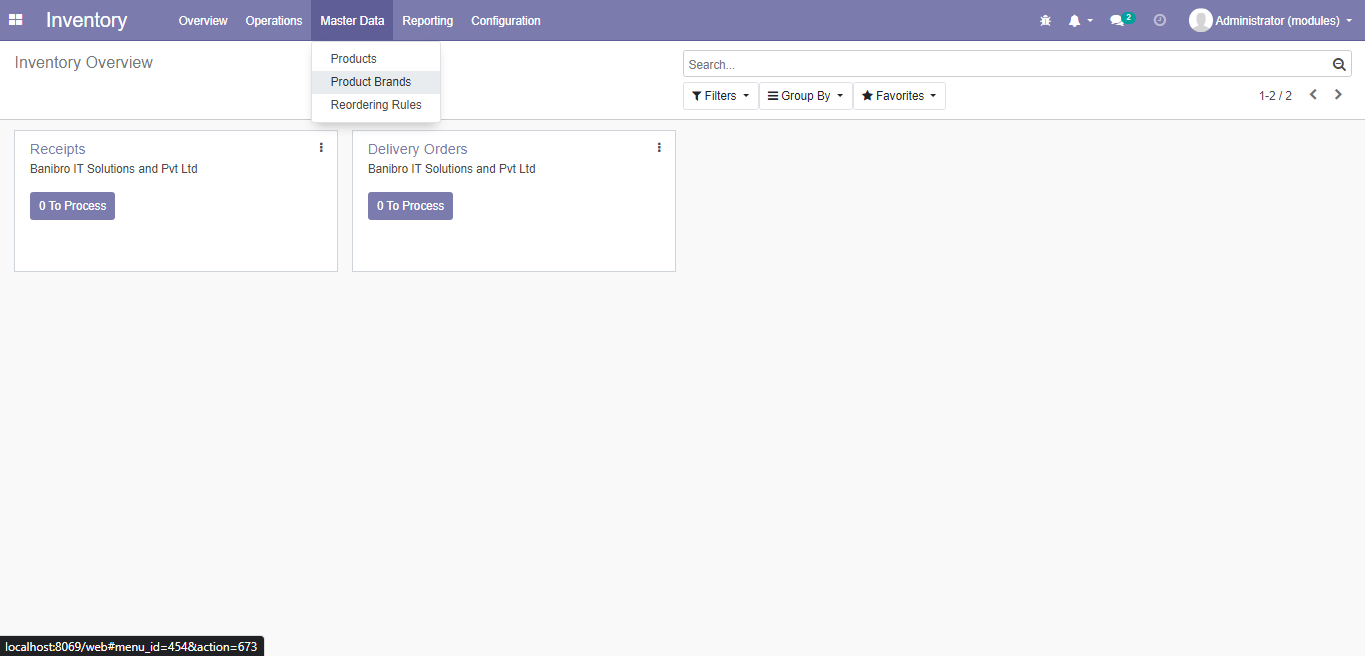 Inventory Overview Operations Master Data Reporting Configuration 2 Administrator (modules)
Products
Product Brands
Reordering Rules
Inventory Overview
Search...
Filters Group By Favorites 1-2 / 2
Receipts
Banibro IT Solutions and Pvt Ltd
0 To Process
Delivery Orders
Banibro IT Solutions and Pvt Ltd
0 To Process
localhost:8069/web#menu_id=454&action=673